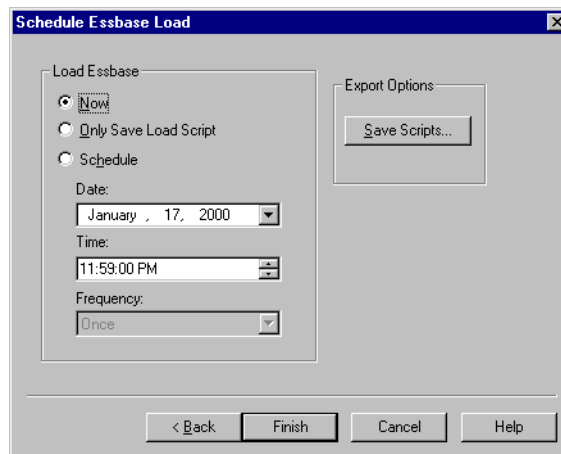 Schedule Essbase Load
Load Essbase
Now
Only Save Load Script
Schedule
Date:
January , 17, 2000
Time:
11:59:00 PM
Frequency:
Once
Export Options
Save Scripts...
< Back
Finish
Cancel
Help